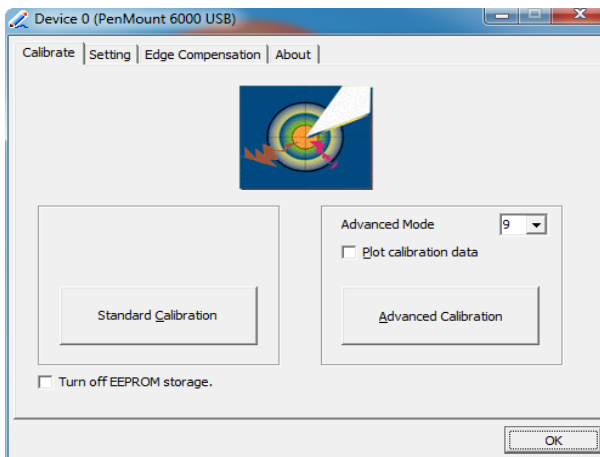 Device 0 (PenMount 6000 USB)
Calibrate Setting Edge Compensation About
Advanced Mode 9
Plot calibration data
Standard Calibration Advanced Calibration
Turn off EEPROM storage.
OK